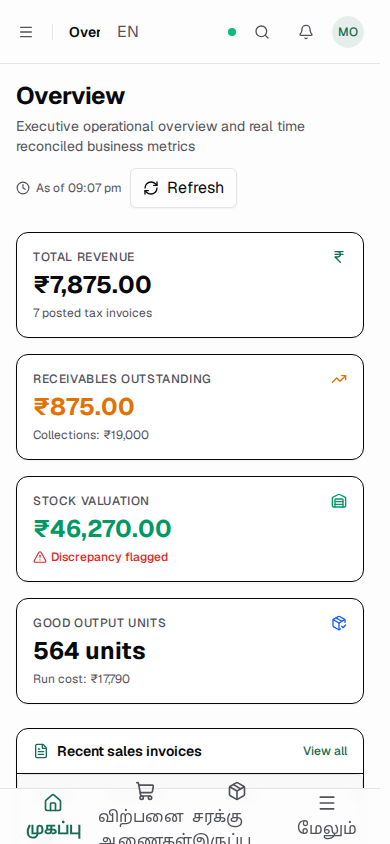 Over
EN
MO
Overview
Executive operational overview and real time
reconciled business metrics
As of 09:07 pm
Refresh
TOTAL REVENUE
₹
₹7,875.00
7 posted tax invoices
RECEIVABLES OUTSTANDING
₹875.00
Collections: ₹19,000
STOCK VALUATION
₹46,270.00
Discrepancy flagged
GOOD OUTPUT UNITS
564 units
Run cost: ₹17,790
Recent sales invoices
View all
முகப்பு
விற்பனை சரக்கு
ஆணைகள் இருப்பு
மேலும்